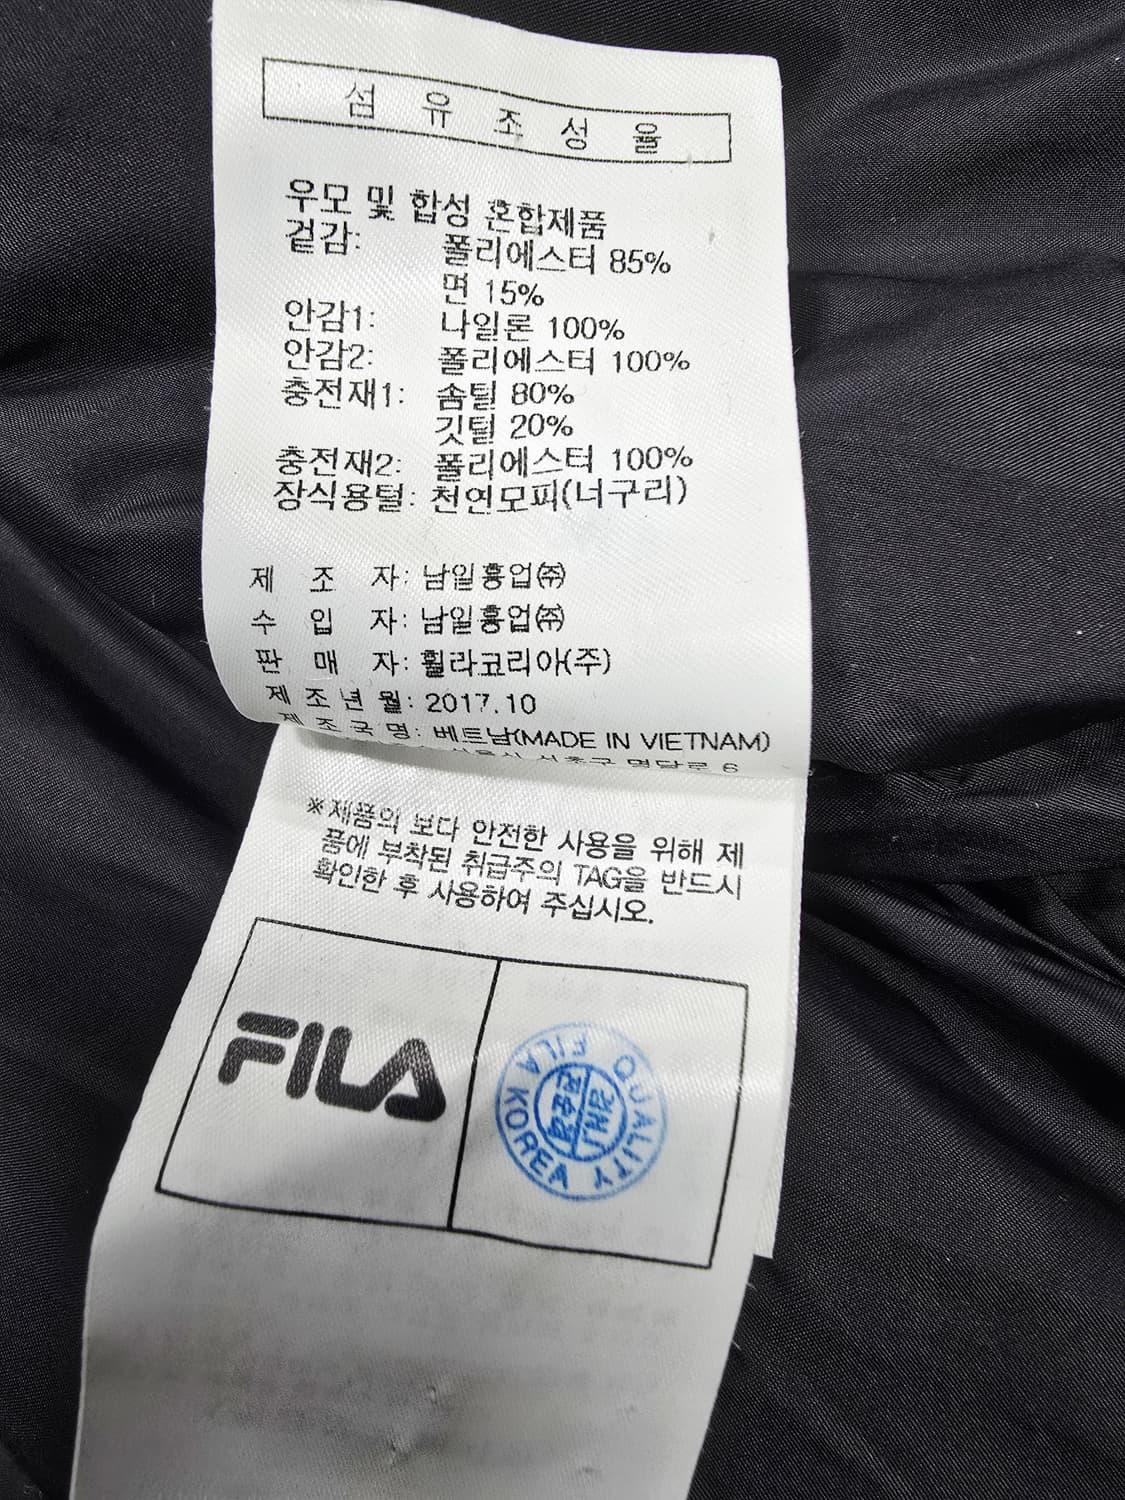 섬 유 조 성 율
우모 및 합성 혼합제품
겉감: 폴리에스터 85%
면 15%
안감1: 나일론 100%
안감2: 폴리에스터 100%
충전재1: 솜털 80%
깃털 20%
충전재2: 폴리에스터 100%
장식용털: 천연모피(너구리)
제 조 자: 남일흥업㈜
수 입 자: 남일흥업㈜
판 매 자: 휠라코리아(주)
제 조 년 월: 2017.10
제 조 국 명: 베트남(MADE IN VIETNAM)
서초구 명달로 6
※제품의 보다 안전한 사용을 위해 제
품에 부착된 취급주의 TAG을 반드시
확인한 후 사용하여 주십시오.
FILA
FILA KOREA QUALITY